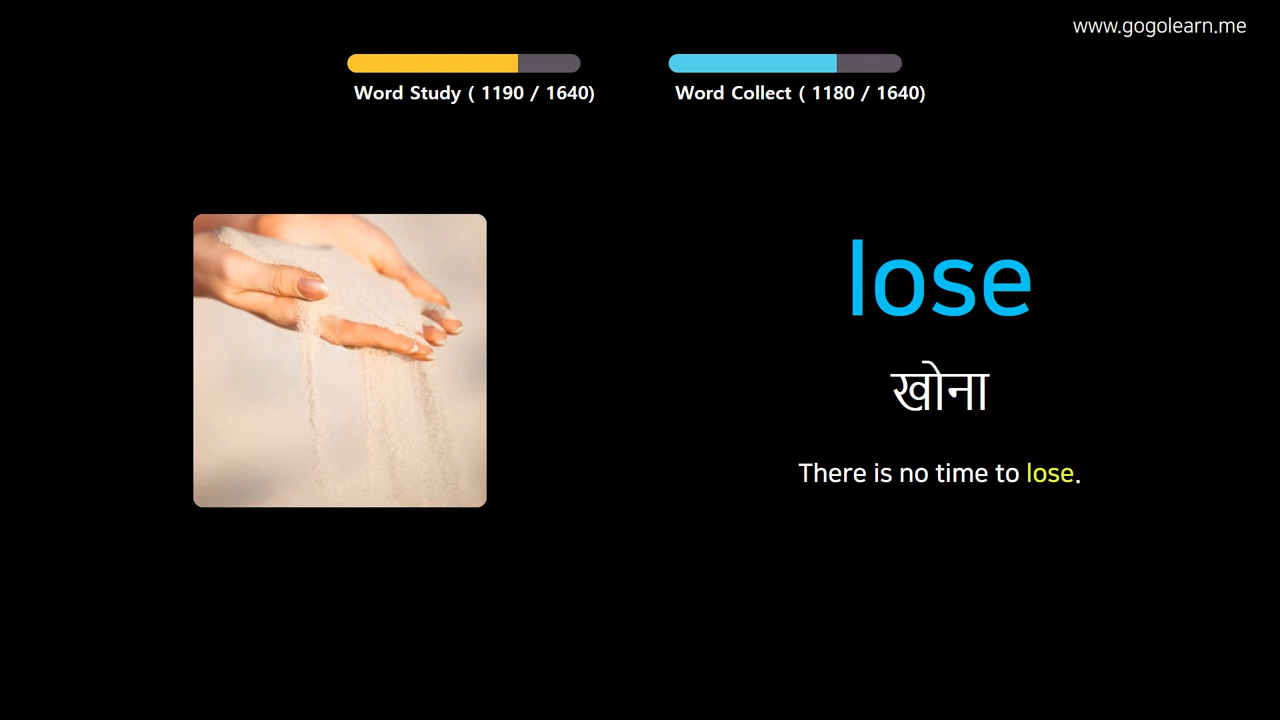 www.gogolearn.me
Word Study ( 1190 / 1640)
Word Collect ( 1180 / 1640)
lose
खोना
There is no time to lose.